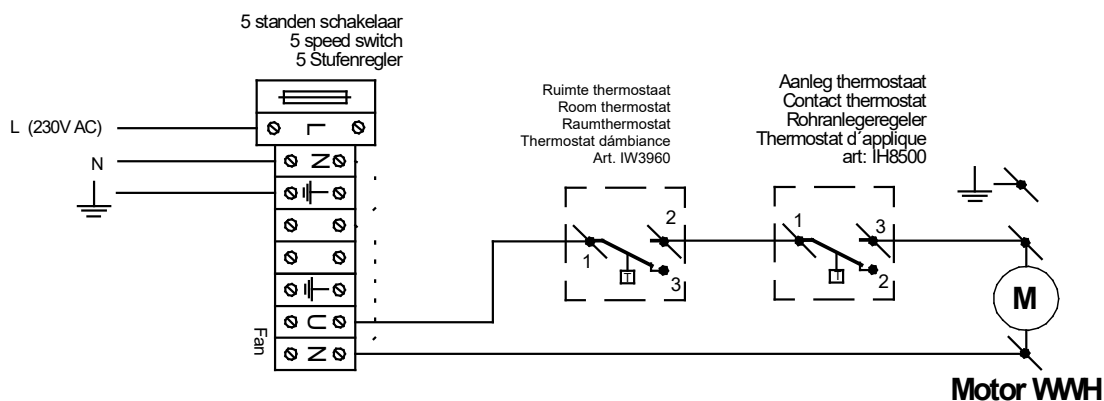 5 standen schakelaar
5 speed switch
5 Stufenregler
L (230V AC)
N
L
N
U
N
Fan
Ruimte thermostaat
Room thermostat
Raumthermostat
Thermostat dámbiance
Art. IW3960
1
2
3
T
Aanleg thermostaat
Contact thermostat
Rohranlegeregeler
Thermostat d´applique
art: IH8500
1
3
2
T
M
Motor WWH